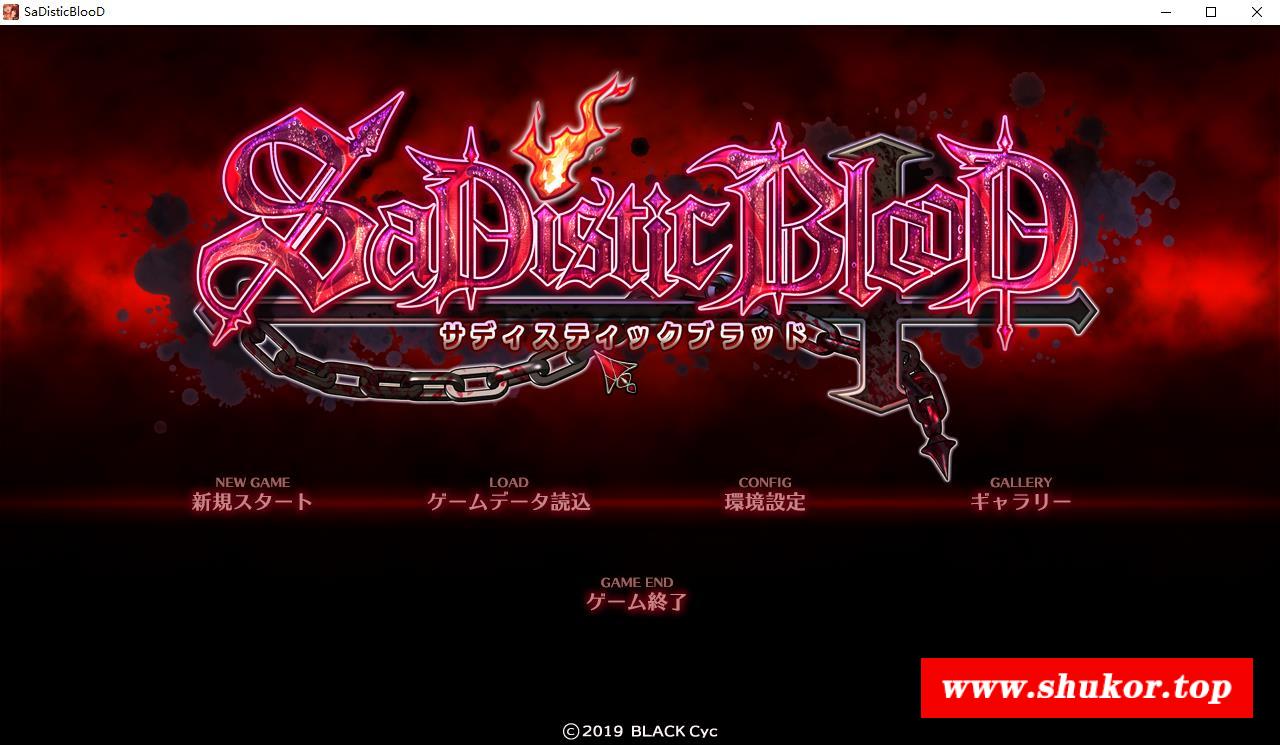 SaDisticBlooD
SaDisticBlooD
サディスティックブラッド
NEW GAME
新規スタート
LOAD
ゲームデータ読込
CONFIG
環境設定
GALLERY
ギャラリー
GAME END
ゲーム終了
www.shukor.top
©2019 BLACK Cyc